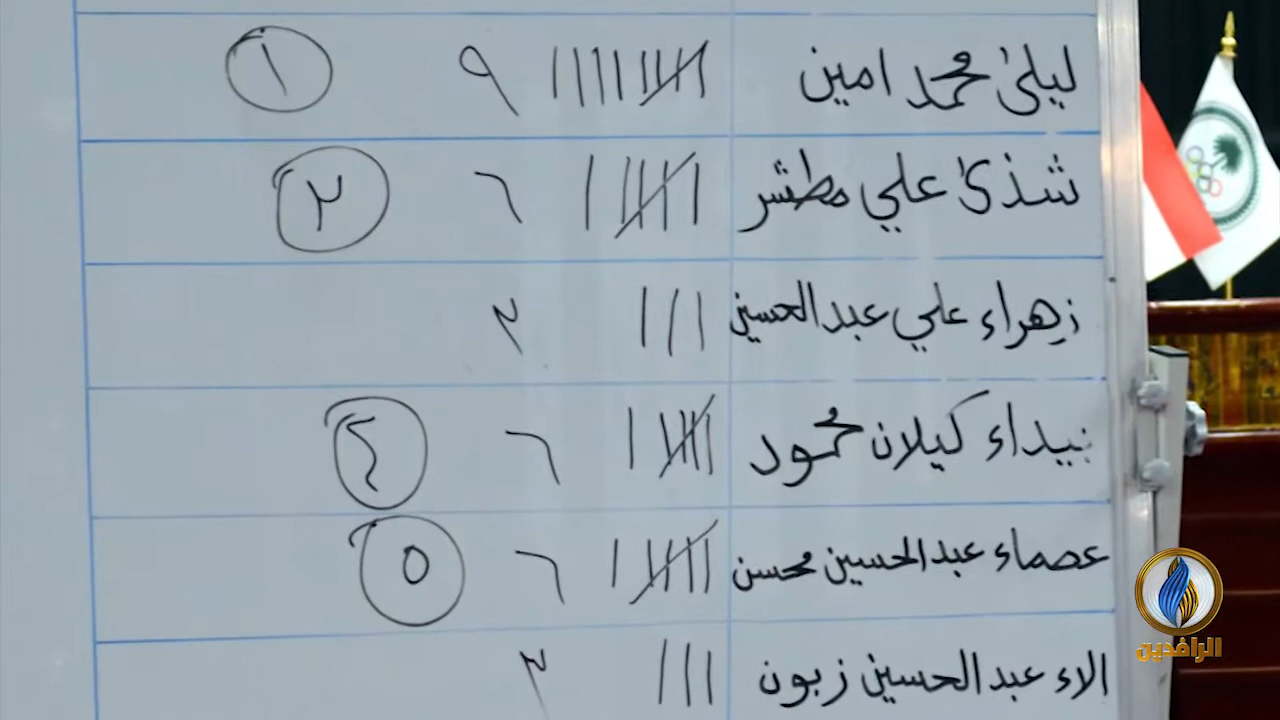 ليلى محمد امين ٩ ١
شذى علي مطشر ٦ ٢
زهراء علي عبد الحسين ٣
بيداء كيلان محمود ٦ ٤
عصماء عبد الحسين محسن ٦ ٥
الاء عبد الحسين زبون ٣
الرافدين